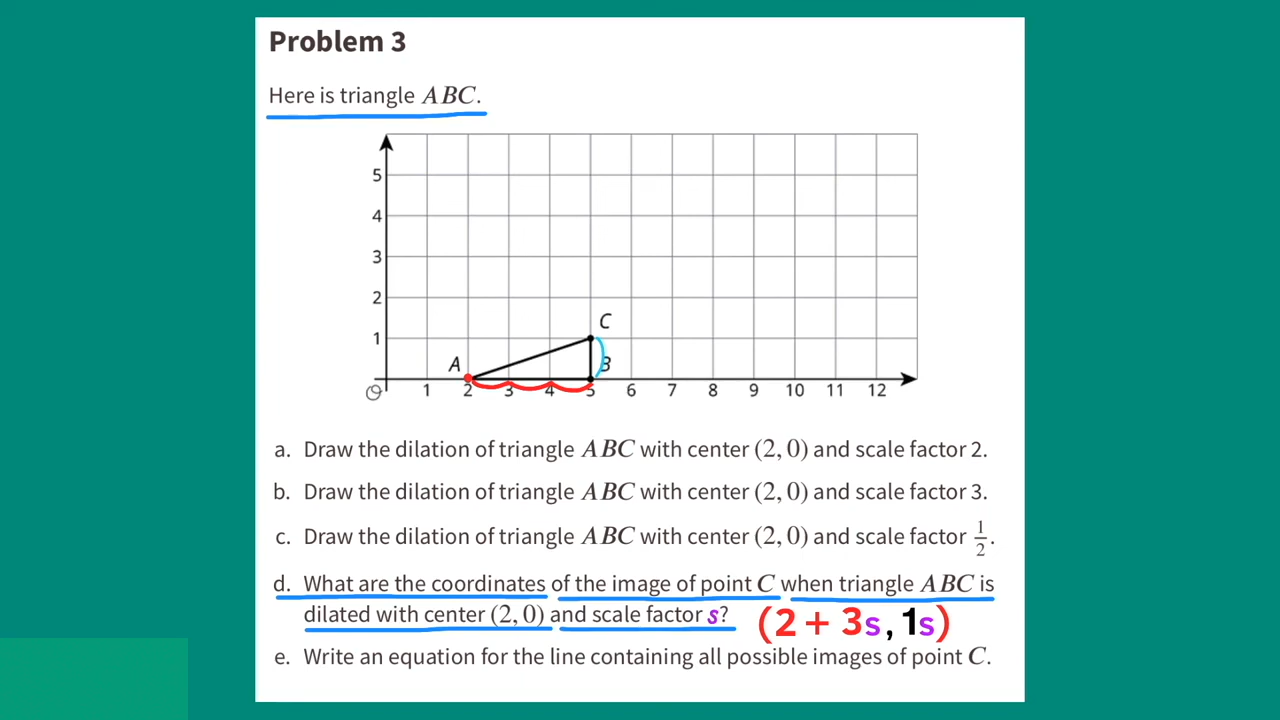 Problem 3
Here is triangle ABC.
5
4
3
2
1
C
A
B
O
1 2 3 4 5 6 7 8 9 10 11 12
a. Draw the dilation of triangle ABC with center (2, 0) and scale factor 2.
b. Draw the dilation of triangle ABC with center (2, 0) and scale factor 3.
c. Draw the dilation of triangle ABC with center (2, 0) and scale factor 1/2.
d. What are the coordinates of the image of point C when triangle ABC is
dilated with center (2, 0) and scale factor s? (2 + 3s, 1s)
e. Write an equation for the line containing all possible images of point C.